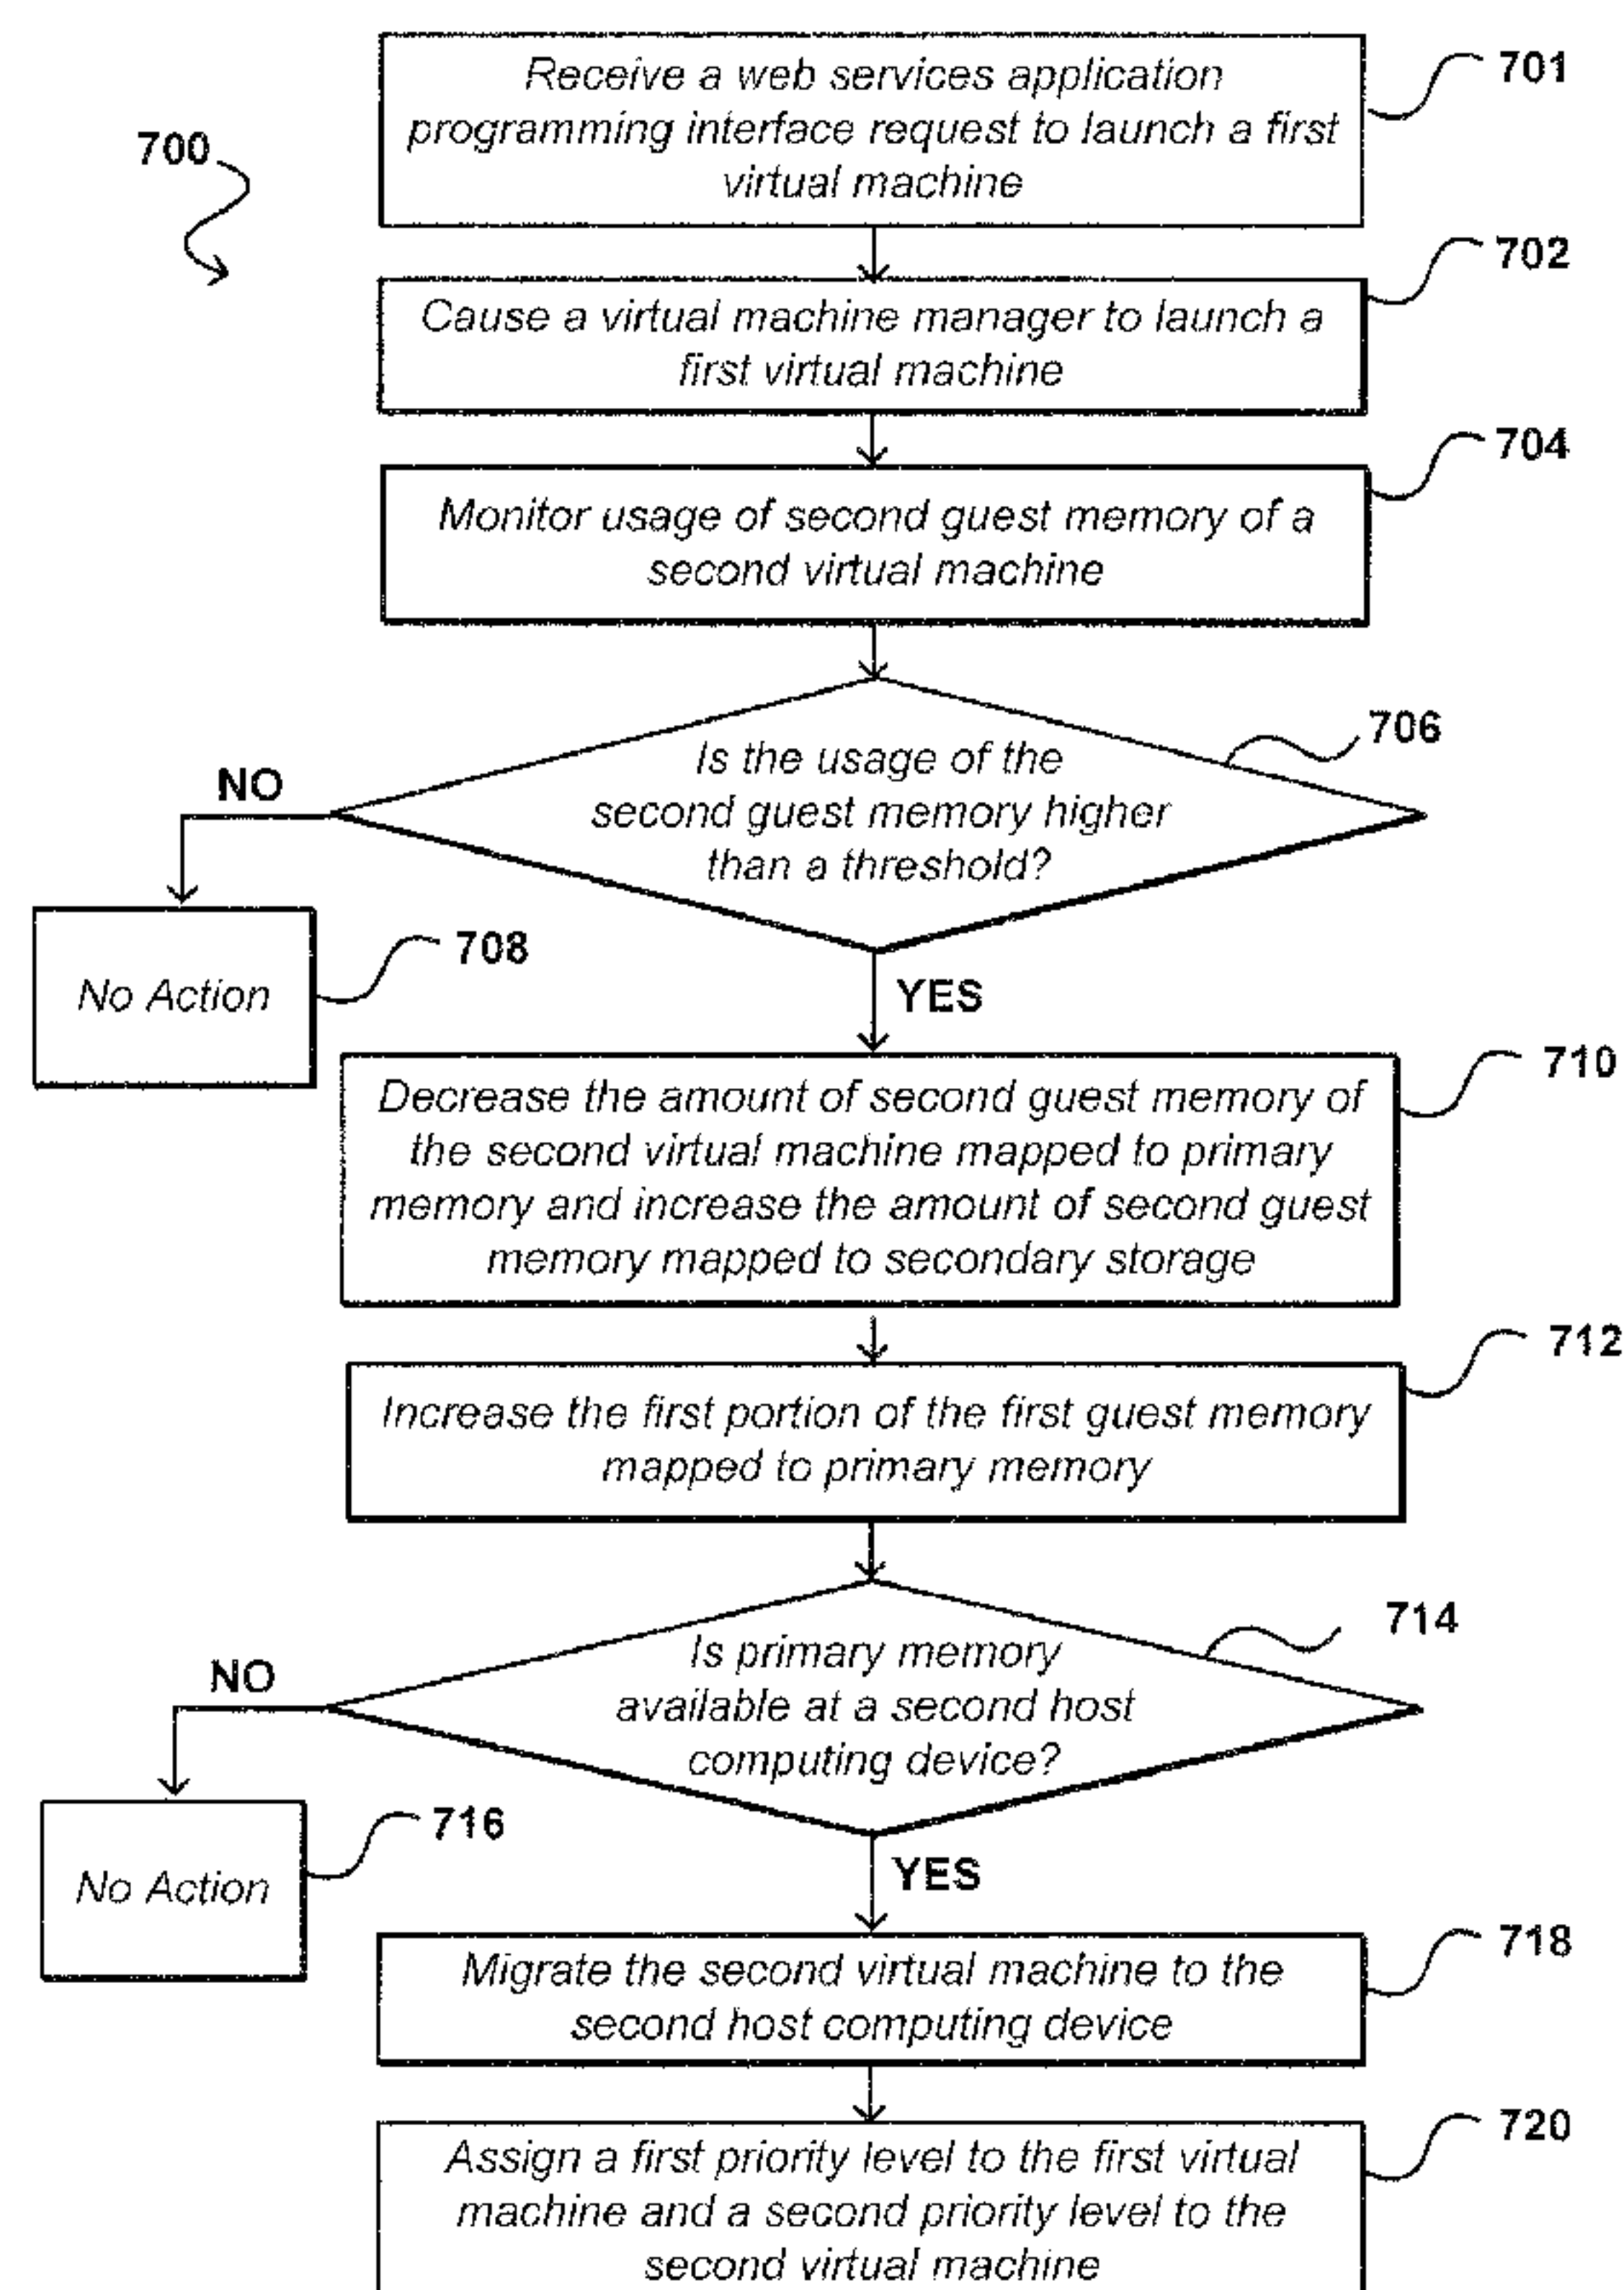 Receive a web services application
programming interface request to launch a first
virtual machine
701
700
Cause a virtual machine manager to launch a
first virtual machine
702
Monitor usage of second guest memory of a
second virtual machine
704
Is the usage of the
second guest memory higher
than a threshold?
706
NO
No Action
708
YES
Decrease the amount of second guest memory of
the second virtual machine mapped to primary
memory and increase the amount of second guest
memory mapped to secondary storage
710
Increase the first portion of the first guest memory
mapped to primary memory
712
Is primary memory
available at a second host
computing device?
714
NO
No Action
716
YES
Migrate the second virtual machine to the
second host computing device
718
Assign a first priority level to the first virtual
machine and a second priority level to the
second virtual machine
720